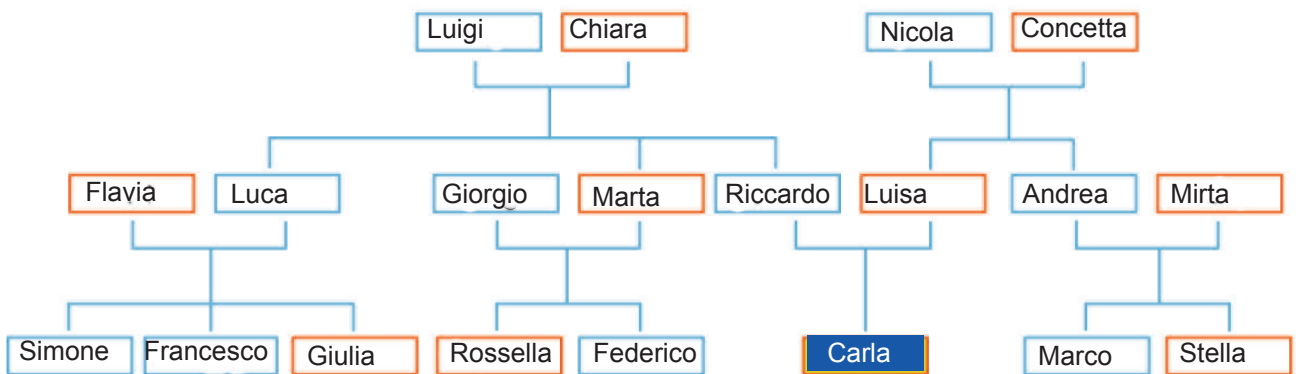 Luigi Chiara Nicola Concetta
Flavia Luca Giorgio Marta Riccardo Luisa Andrea Mirta
Simone Francesco Giulia Rossella Federico Carla Marco Stella